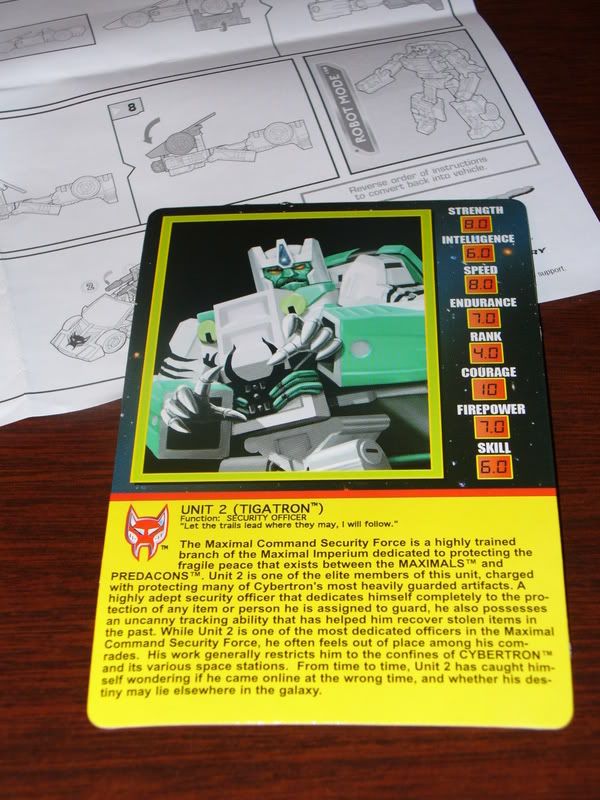 8
ROBOT MODE™
Reverse order of instructions
to convert back into vehicle.
support.
2
STRENGTH
8.0
INTELLIGENCE
6.0
SPEED
8.0
ENDURANCE
7.0
RANK
4.0
COURAGE
10
FIREPOWER
7.0
SKILL
6.0
UNIT 2 (TIGATRON™)
Function: SECURITY OFFICER
"Let the trails lead where they may, I will follow."
The Maximal Command Security Force is a highly trained
branch of the Maximal Imperium dedicated to protecting the
fragile peace that exists between the MAXIMALS™ and
PREDACONS™. Unit 2 is one of the elite members of this unit, charged
with protecting many of Cybertron's most heavily guarded artifacts. A
highly adept security officer that dedicates himself completely to the pro-
tection of any item or person he is assigned to guard, he also possesses
an uncanny tracking ability that has helped him recover stolen items in
the past. While Unit 2 is one of the most dedicated officers in the Maximal
Command Security Force, he often feels out of place among his com-
rades. His work generally restricts him to the confines of CYBERTRON™
and its various space stations. From time to time, Unit 2 has caught him-
self wondering if he came online at the wrong time, and whether his des-
tiny may lie elsewhere in the galaxy.
TM